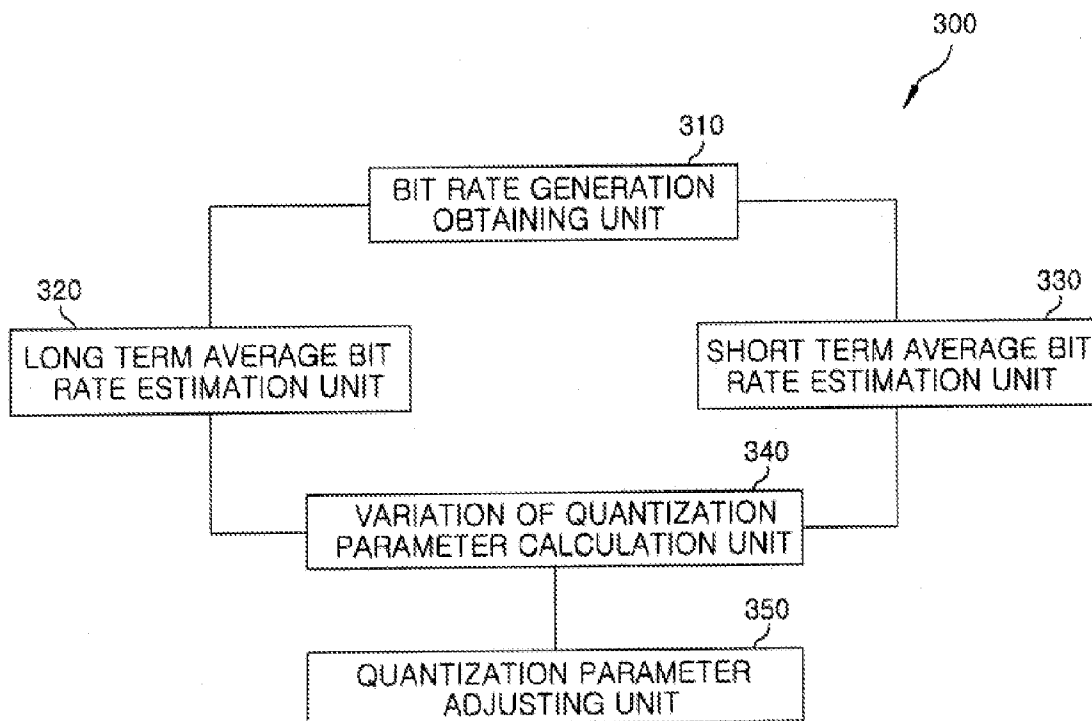 300
310
BIT RATE GENERATION
OBTAINING UNIT
320
LONG TERM AVERAGE BIT
RATE ESTIMATION UNIT
330
SHORT TERM AVERAGE BIT
RATE ESTIMATION UNIT
340
VARIATION OF QUANTIZATION
PARAMETER CALCULATION UNIT
350
QUANTIZATION PARAMETER
ADJUSTING UNIT